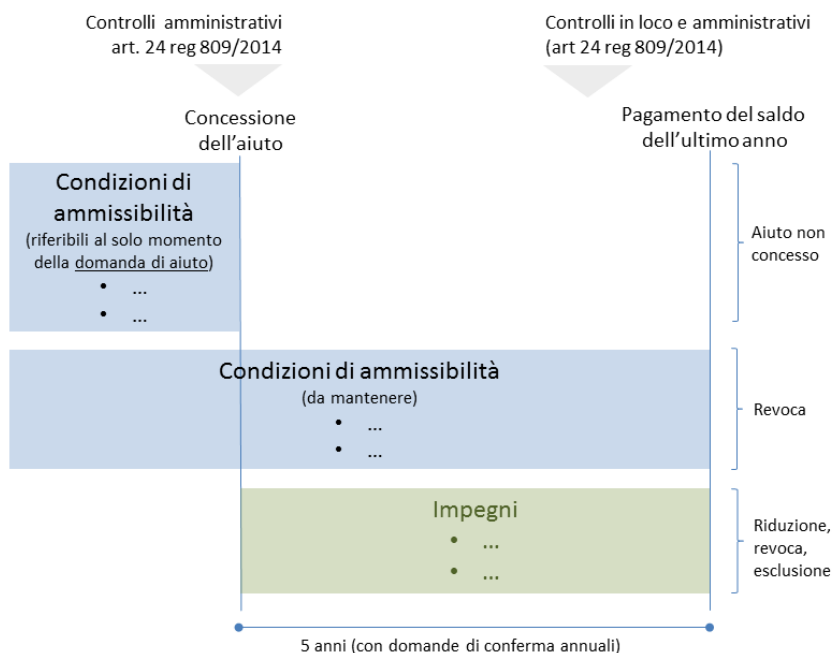 Controlli amministrativi
art. 24 reg 809/2014
Controlli in loco e amministrativi
(art 24 reg 809/2014)
Concessione
dell'aiuto
Pagamento del saldo
dell'ultimo anno
Condizioni di
ammissibilità
(riferibili al solo momento
della domanda di aiuto)
• ...
• ...
Aiuto non
concesso
Condizioni di ammissibilità
(da mantenere)
• ...
• ...
Revoca
Impegni
• ...
• ...
Riduzione,
revoca,
esclusione
5 anni (con domande di conferma annuali)